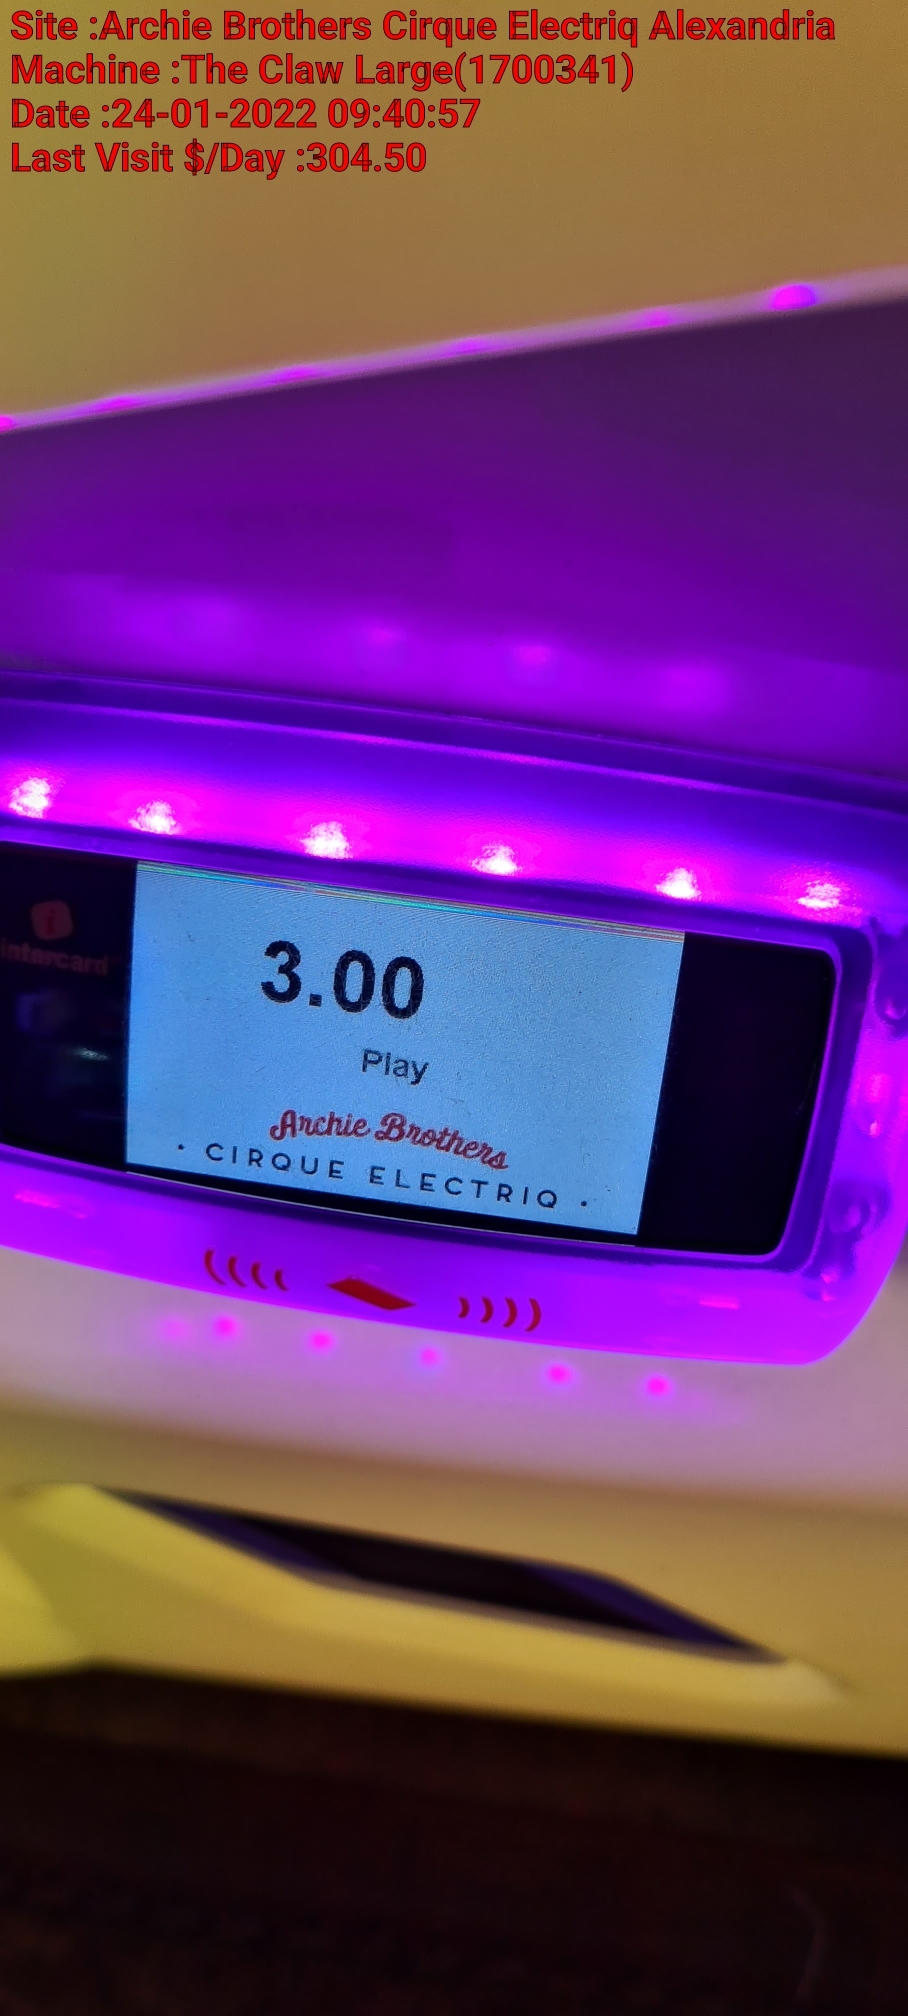 Site :Archie Brothers Cirque Electriq Alexandria
Machine :The Claw Large(1700341)
Date :24-01-2022 09:40:57
Last Visit $/Day :304.50
intercard
3.00
Play
Archie Brothers
· CIRQUE ELECTRIQ ·